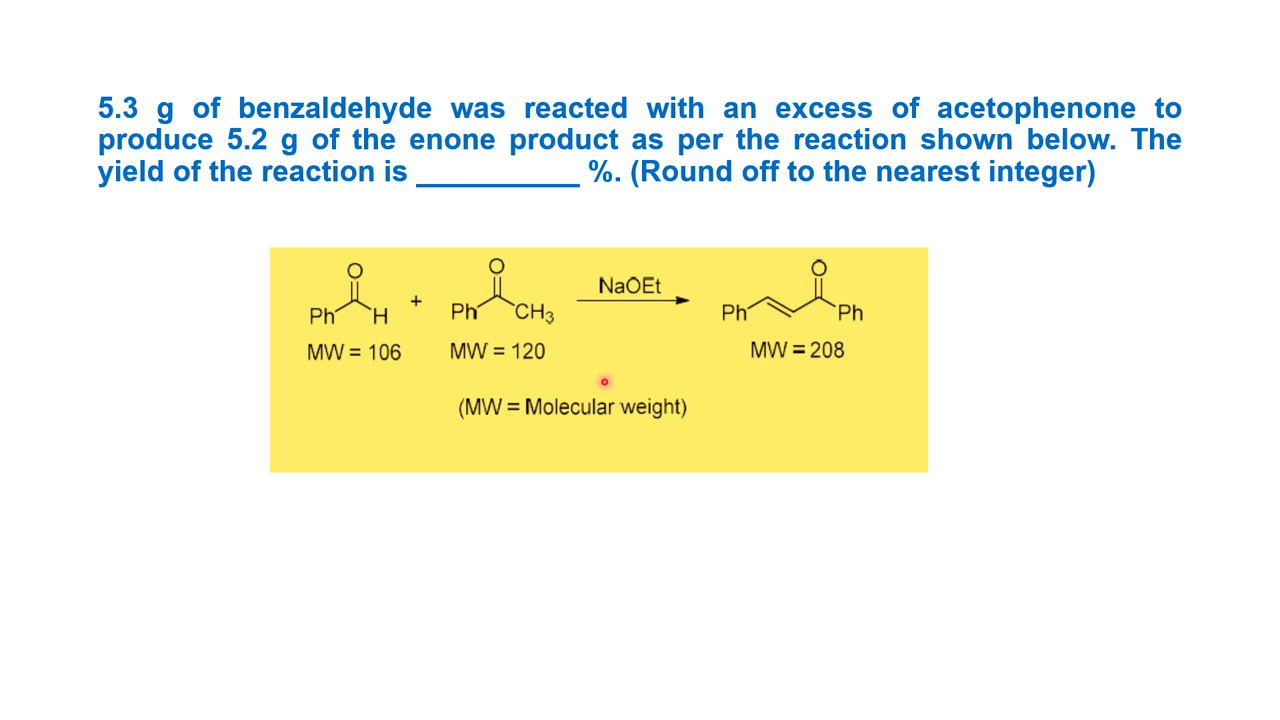 5.3 g of benzaldehyde was reacted with an excess of acetophenone to
produce 5.2 g of the enone product as per the reaction shown below. The
yield of the reaction is __________ %. (Round off to the nearest integer)
O O NaOEt O
Ph H + Ph CH₃ Ph Ph
MW = 106 MW = 120 MW = 208
(MW = Molecular weight)